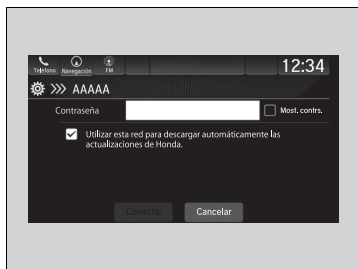 Teléfono Navegación FM 12:34
>>> AAAAA
Contraseña Most. contrs.
Utilizar esta red para descargar automáticamente las
actualizaciones de Honda.
Conectar Cancelar